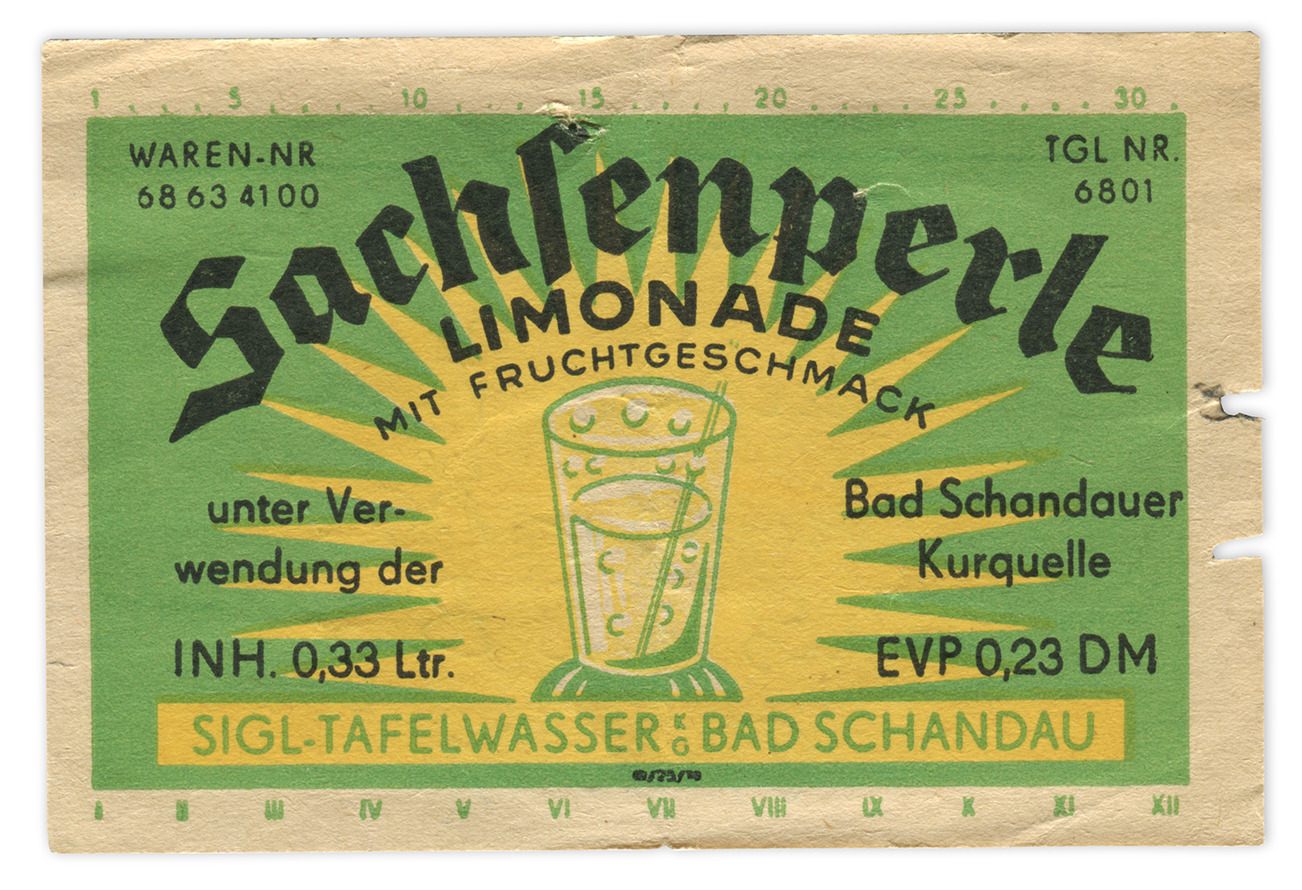 1 . . . 5 . . . . 10 . . . . 15 . . . . 20 . . . . 25 . . . . 30 .
WAREN-NR
68 63 41 00
TGL NR.
6801
Sachſenperle
LIMONADE
MIT FRUCHTGESCHMACK
unter Ver-
wendung der
Bad Schandauer
Kurquelle
INH. 0,33 Ltr.
EVP 0,23 DM
SIGL-TAFELWASSER KG BAD SCHANDAU
I II III IV V VI VII VIII IX X XI XII